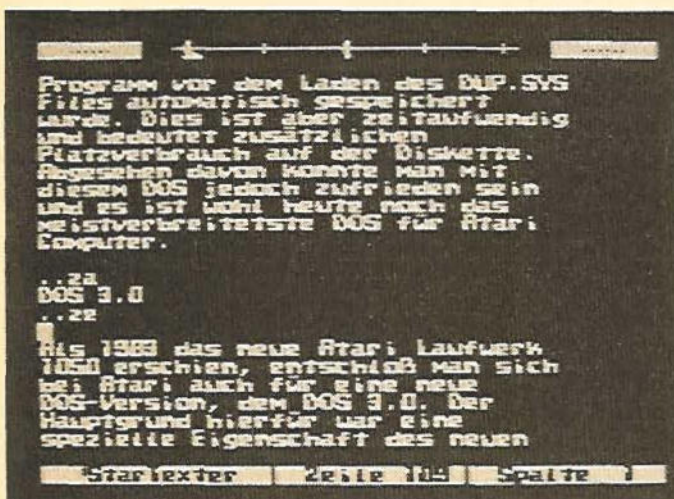 Programm vor dem Laden des DUP.SYS
Files automatisch gespeichert
wurde. Dies ist aber zeitaufwendig
und bedeutet zusätzlichen
Platzverbrauch auf der Diskette.
Abgesehen davon konnte man mit
diesem DOS jedoch zufrieden sein
und es ist wohl heute noch das
meistverbreitetste DOS für Atari
Computer.
..za
DOS 3.0
..ze
Als 1983 das neue Atari Laufwerk
1050 erschien, entschloß man sich
bei Atari auch für eine neue
DOS-Version, dem DOS 3.0. Der
Hauptgrund hierfür war eine
spezielle Eigenschaft des neuen
StarTexter Zeile 109 Spalte 1